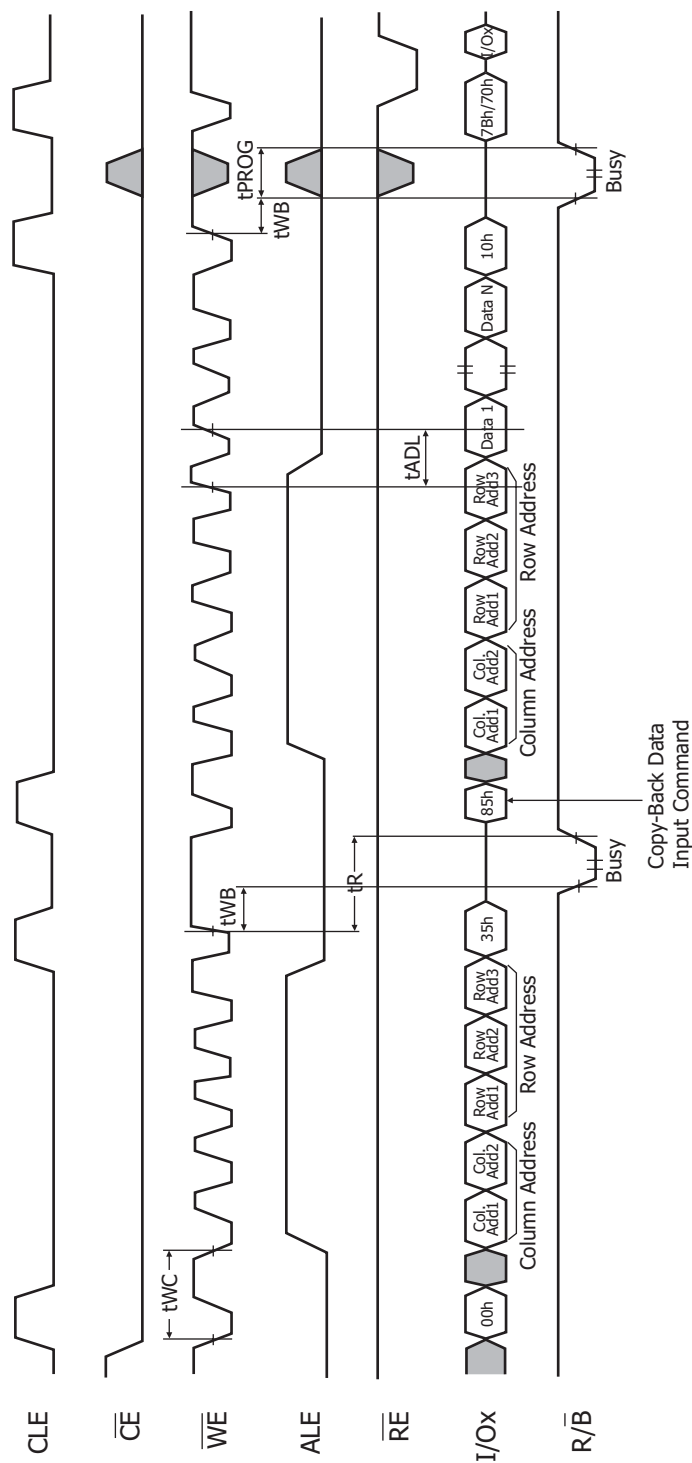 CLE
CE
WE
ALE
RE
I/Ox
R/B
tWC
tWB
tR
tADL
tWB
tPROG
00h
Col. Add1
Col. Add2
Row Add1
Row Add2
Row Add3
35h
85h
Col. Add1
Col. Add2
Row Add1
Row Add2
Row Add3
Data 1
Data N
10h
7Bh/70h
I/Ox
Column Address
Row Address
Column Address
Row Address
Busy
Busy
Copy-Back Data
Input Command